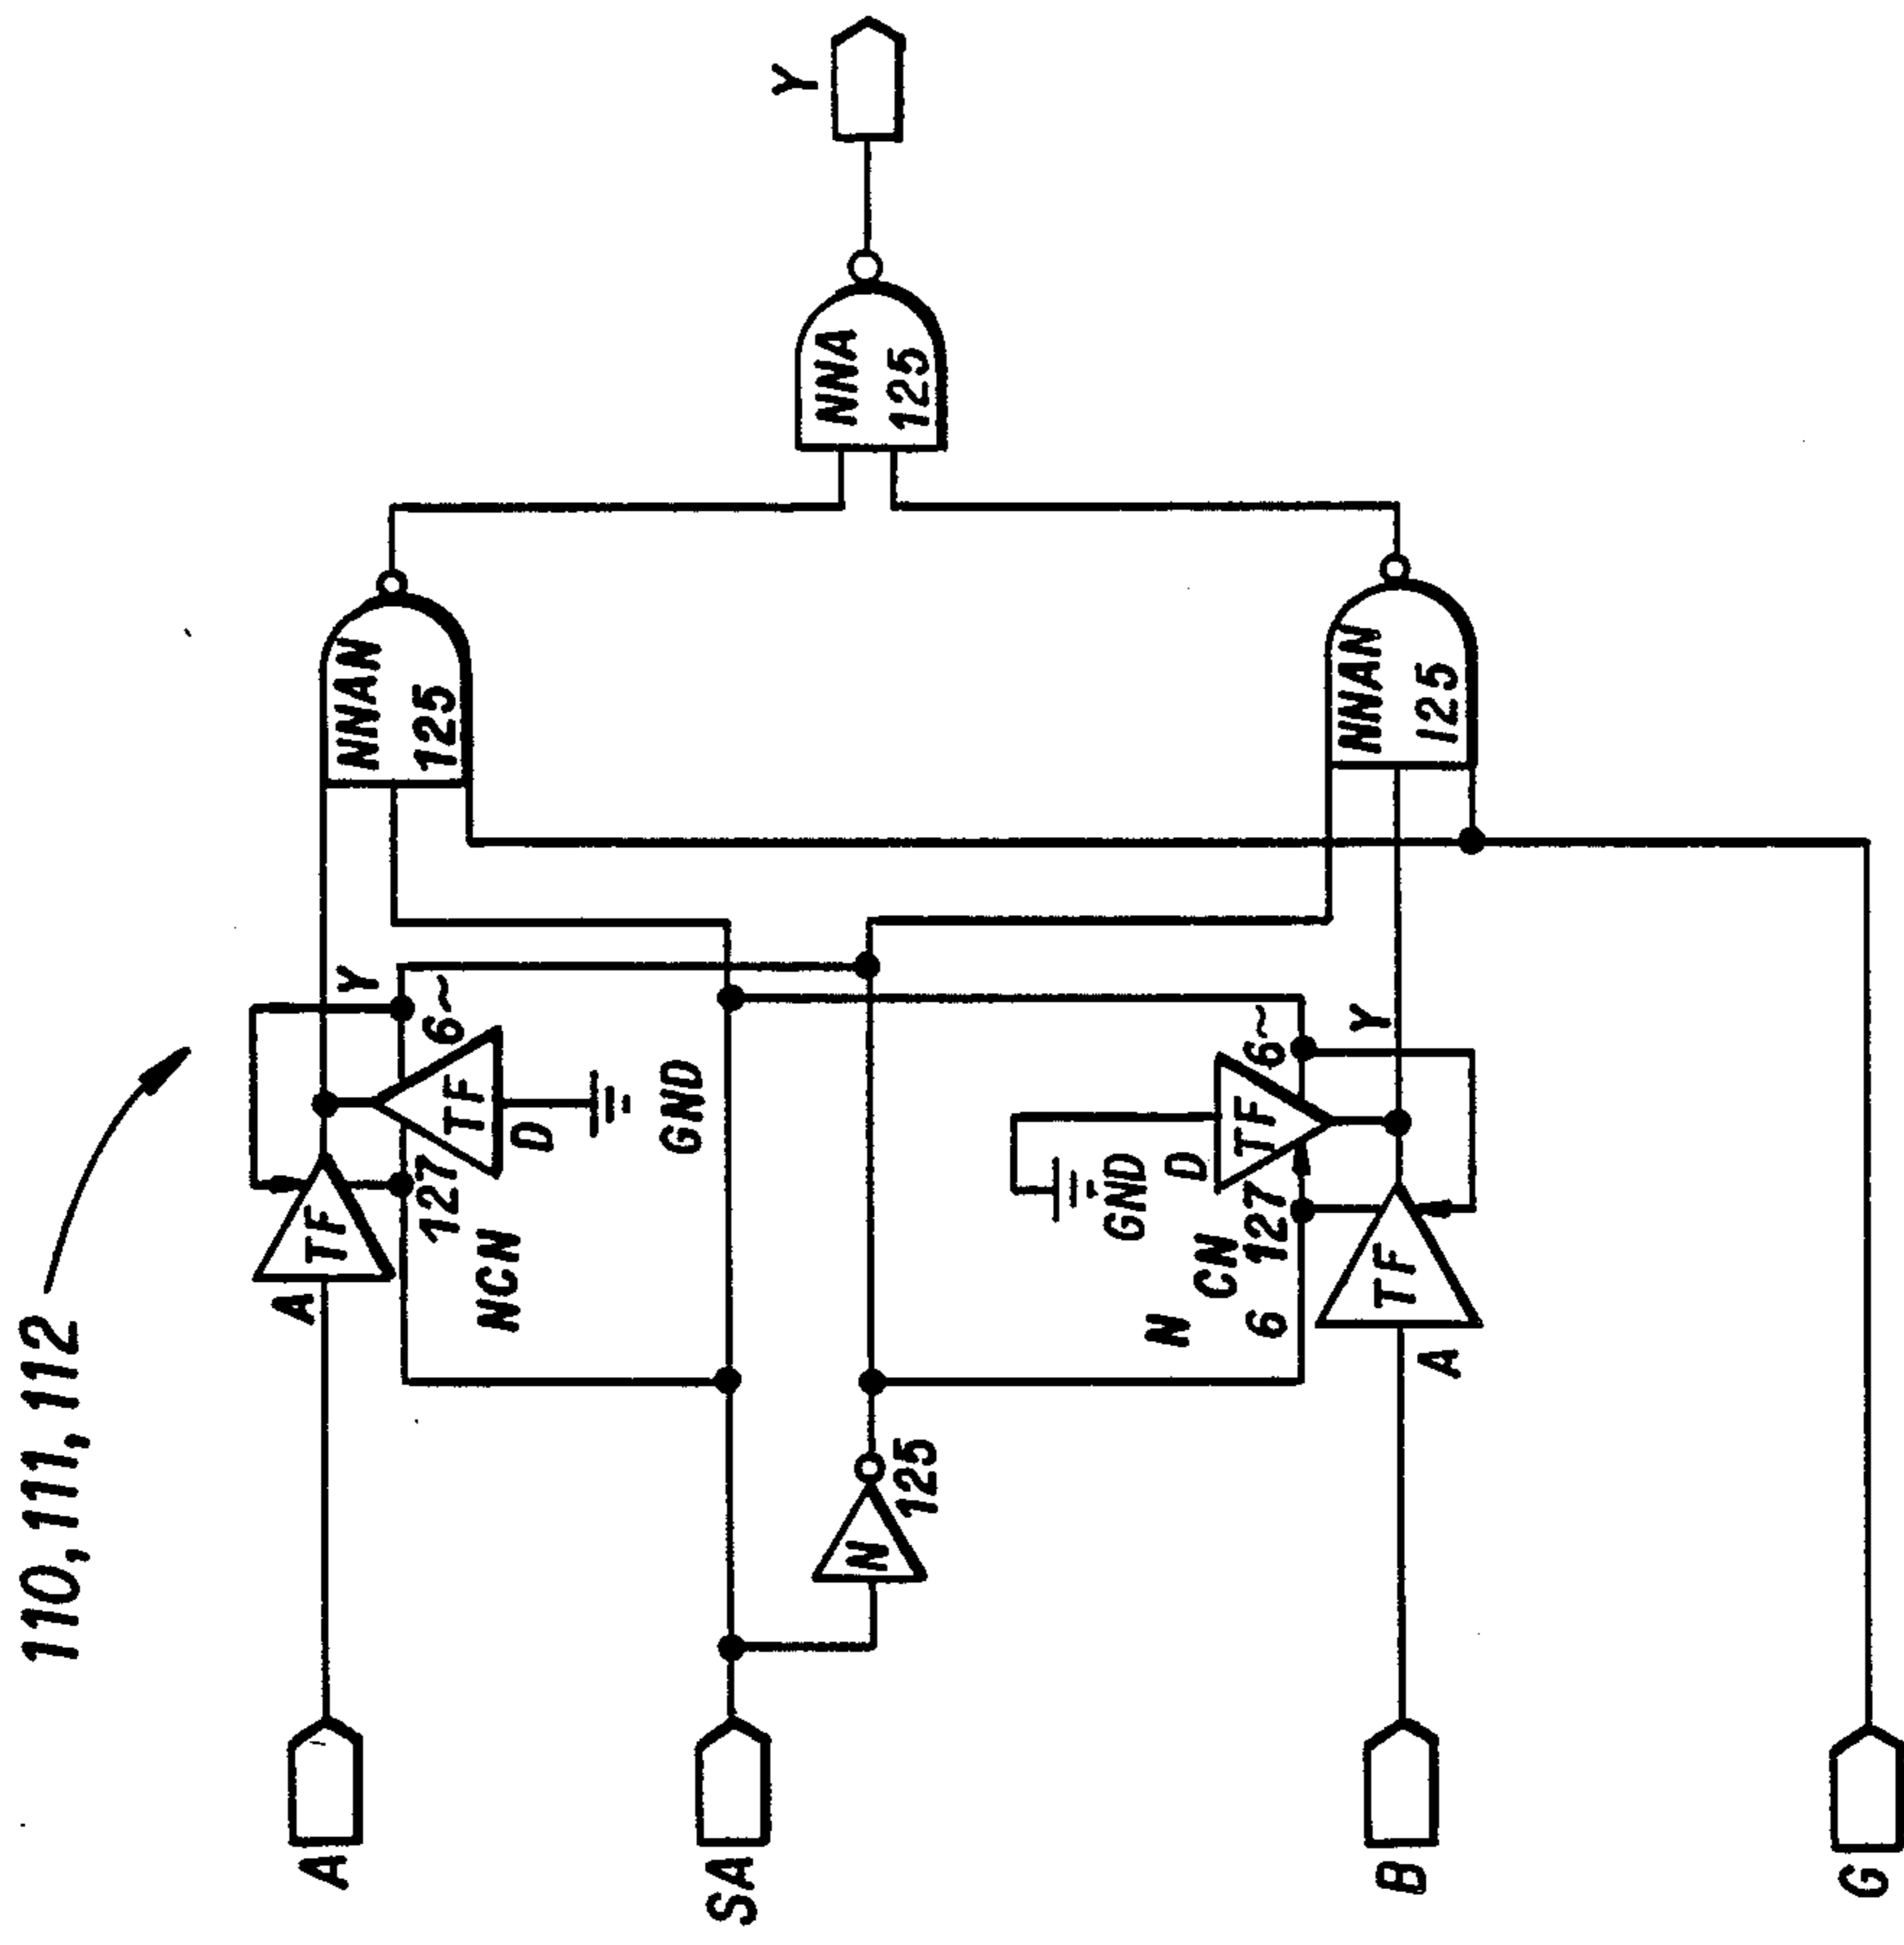 110, 111, 112
A
SA
B
G
A
TF
127
NCN
TF
6~
Y
D
GND
N
125
GND
D
TF
6~
Y
N
CN
6
127
TF
A
NNAN
125
NNAN
125
NNA
125
Y